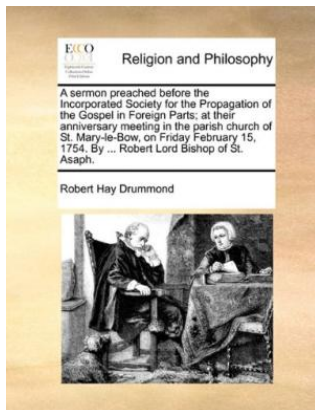 ECCO
Religion and Philosophy
A sermon preached before the
Incorporated Society for the Propagation of
the Gospel in Foreign Parts; at their
anniversary meeting in the parish church of
St. Mary-le-Bow, on Friday February 15,
1754. By ... Robert Lord Bishop of St.
Asaph.
Robert Hay Drummond